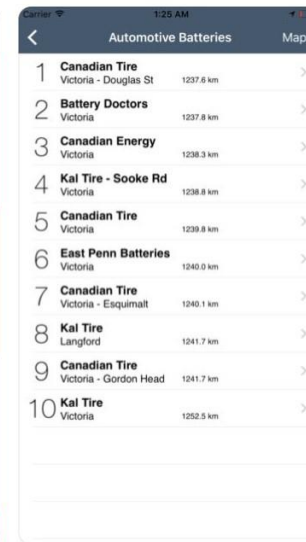 Carrier 1:25 AM
Automotive Batteries Map
1 Canadian Tire
Victoria - Douglas St 1237.6 km
2 Battery Doctors
Victoria 1237.8 km
3 Canadian Energy
Victoria 1238.3 km
4 Kal Tire - Sooke Rd
Victoria 1238.8 km
5 Canadian Tire
Victoria 1239.8 km
6 East Penn Batteries
Victoria 1240.0 km
7 Canadian Tire
Victoria - Esquimalt 1240.1 km
8 Kal Tire
Langford 1241.7 km
9 Canadian Tire
Victoria - Gordon Head 1241.7 km
10 Kal Tire
Victoria 1252.5 km